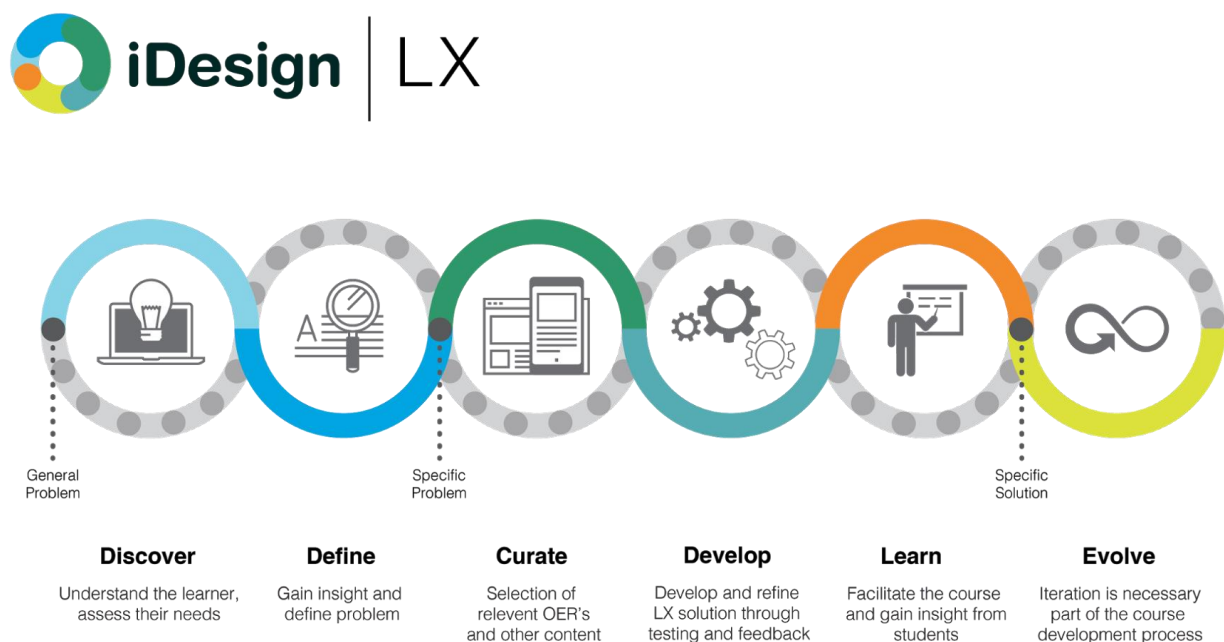 iDesign | LX
A
General
Problem
Specific
Problem
Specific
Solution
Discover
Understand the learner,
assess their needs
Define
Gain insight and
define problem
Curate
Selection of
relevent OER's
and other content
Develop
Develop and refine
LX solution through
testing and feedback
Learn
Facilitate the course
and gain insight from
students
Evolve
Iteration is necessary
part of the course
development process